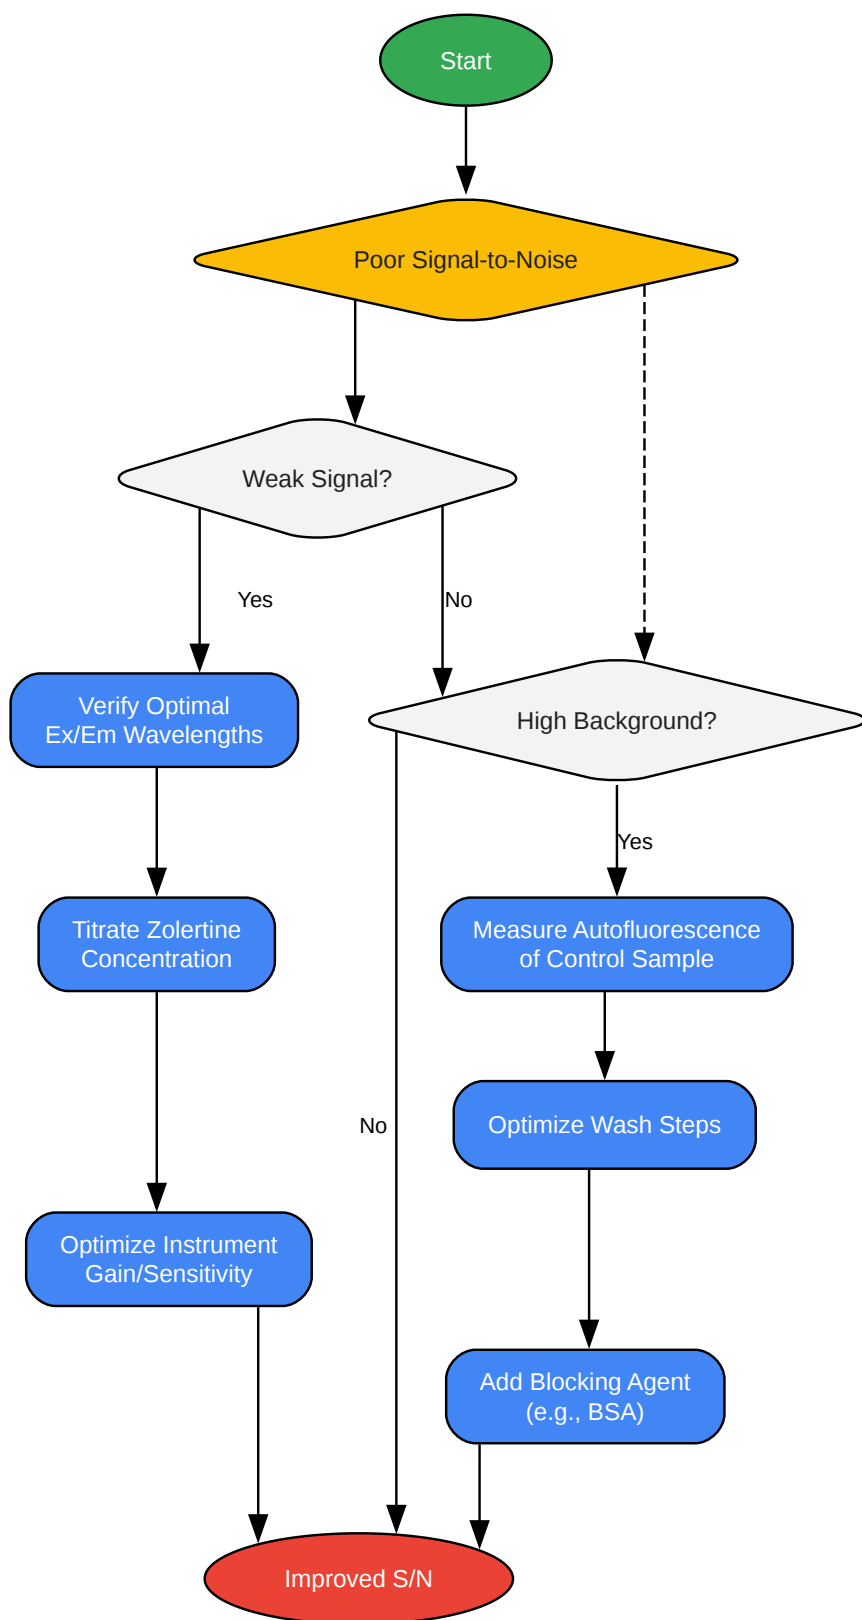 Start
Poor Signal-to-Noise
Weak Signal?
Yes
No
Verify Optimal
Ex/Em Wavelengths
High Background?
Yes
Titrate Zolertine
Concentration
Measure Autofluorescence
of Control Sample
Optimize Wash Steps
No
Optimize Instrument
Gain/Sensitivity
Add Blocking Agent
(e.g., BSA)
Improved S/N